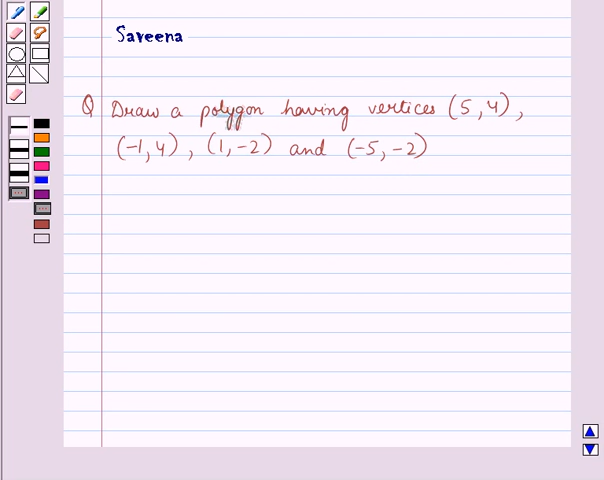 Saveena
Q Draw a polygon having vertices (5, 4),
(-1, 4), (1, -2) and (-5, -2)